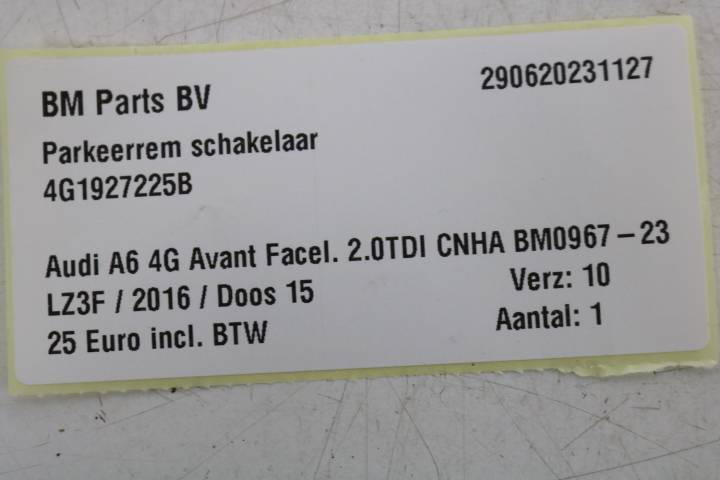 BM Parts BV 290620231127
Parkeerrem schakelaar
4G1927225B
Audi A6 4G Avant Facel. 2.0TDI CNHA BM0967-23
LZ3F / 2016 / Doos 15 Verz: 10
25 Euro incl. BTW Aantal: 1